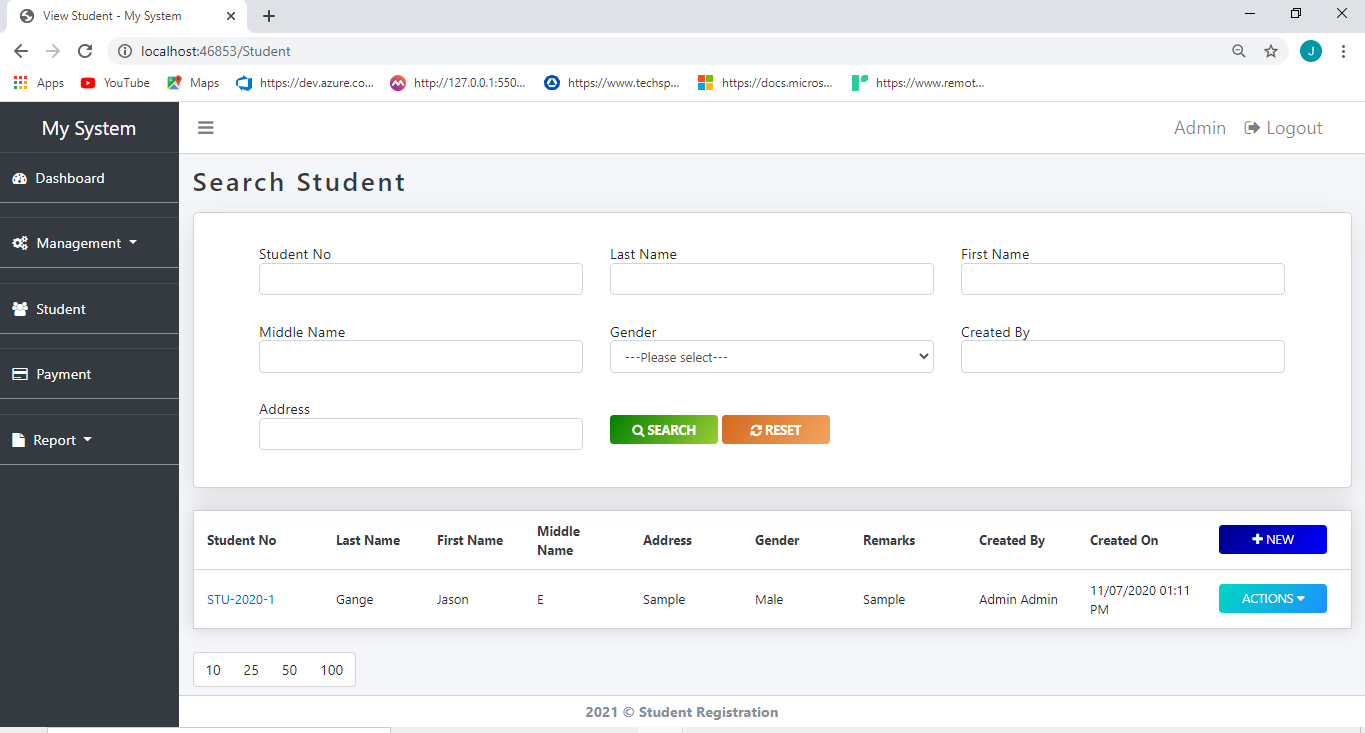 View Student - My System
localhost:46853/Student
J
Apps YouTube Maps https://dev.azure.co... http://127.0.0.1:550... https://www.techsp... https://docs.micros... https://www.remot...
My System
Admin Logout
Dashboard
Management
Student
Payment
Report
Search Student
Student No Last Name First Name
Middle Name Gender Created By
---Please select---
Address
SEARCH RESET
Student No Last Name First Name Middle Name Address Gender Remarks Created By Created On NEW
STU-2020-1 Gange Jason E Sample Male Sample Admin Admin 11/07/2020 01:11 PM ACTIONS
10 25 50 100
2021 © Student Registration